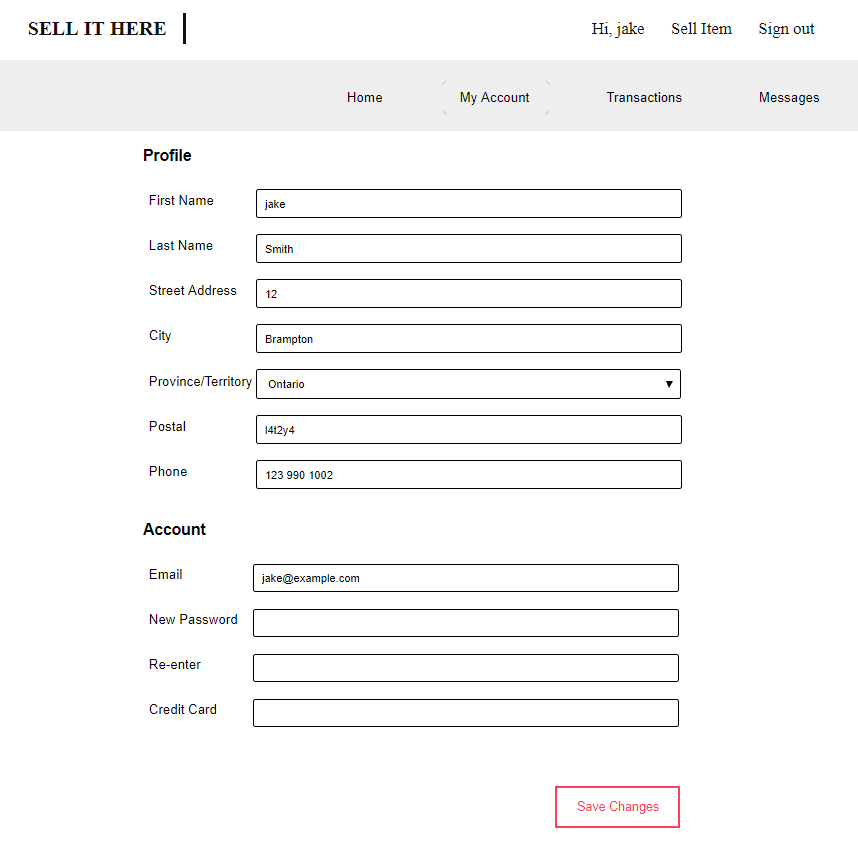 SELL IT HERE
Hi, jake Sell Item Sign out
Home My Account Transactions Messages
Profile
First Name jake
Last Name Smith
Street Address 12
City Brampton
Province/Territory Ontario ▼
Postal l4t2y4
Phone 123 990 1002
Account
Email jake@example.com
New Password
Re-enter
Credit Card
Save Changes